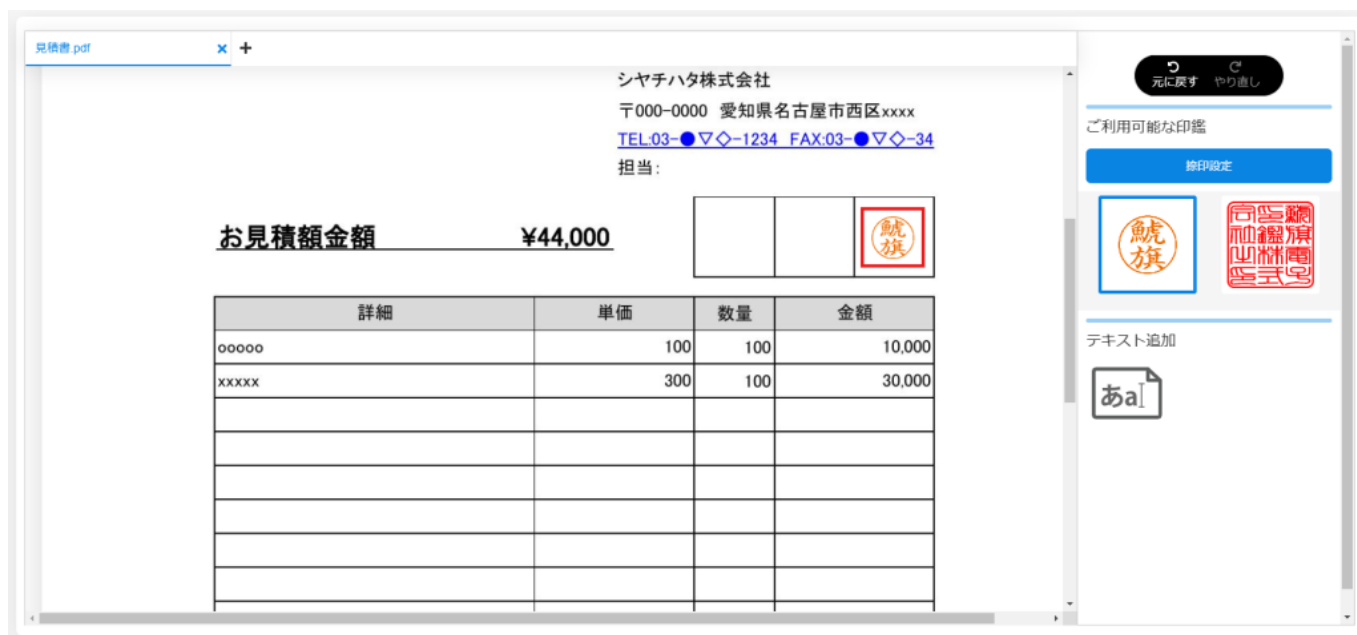 見積書.pdf × +
シヤチハタ株式会社
〒000-0000 愛知県名古屋市西区xxxx
TEL:03-●▽◇-1234 FAX:03-●▽◇-34
担当:
お見積額金額 ¥44,000
鯱旗
詳細 単価 数量 金額
ooooo 100 100 10,000
xxxxx 300 100 30,000
元に戻す やり直し
ご利用可能な印鑑
捺印設定
鯱旗
テキスト追加
あa